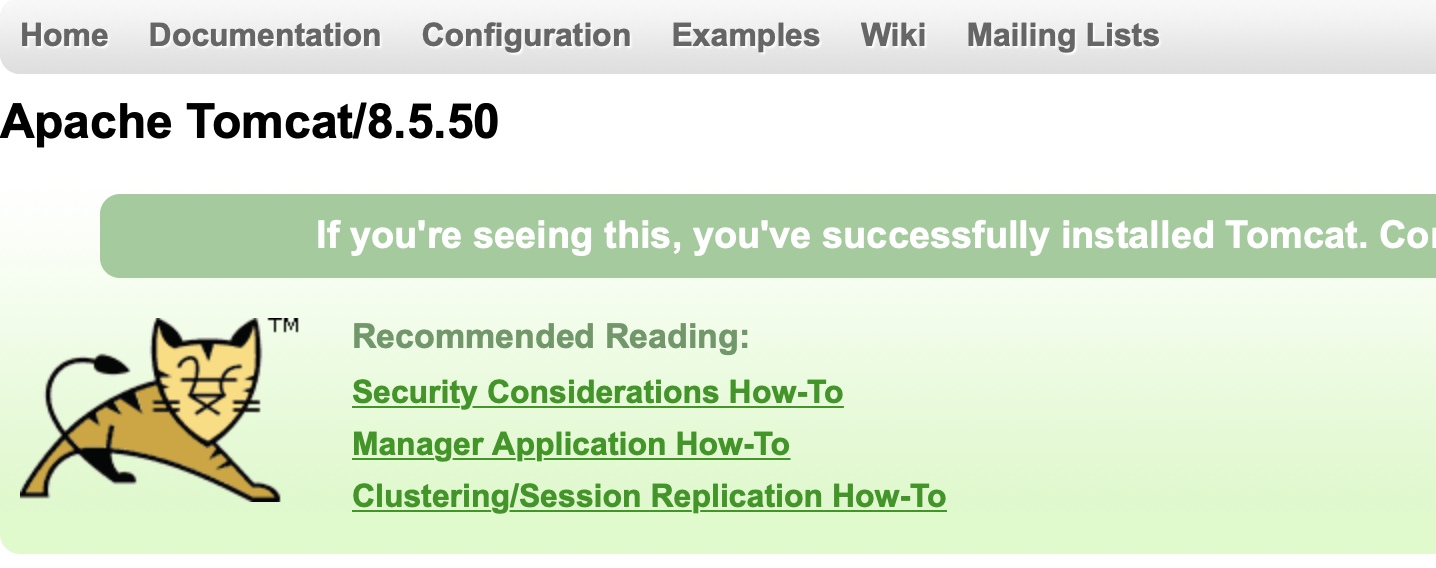 Home Documentation Configuration Examples Wiki Mailing Lists
Apache Tomcat/8.5.50
If you're seeing this, you've successfully installed Tomcat.
TM
Recommended Reading:
Security Considerations How-To
Manager Application How-To
Clustering/Session Replication How-To